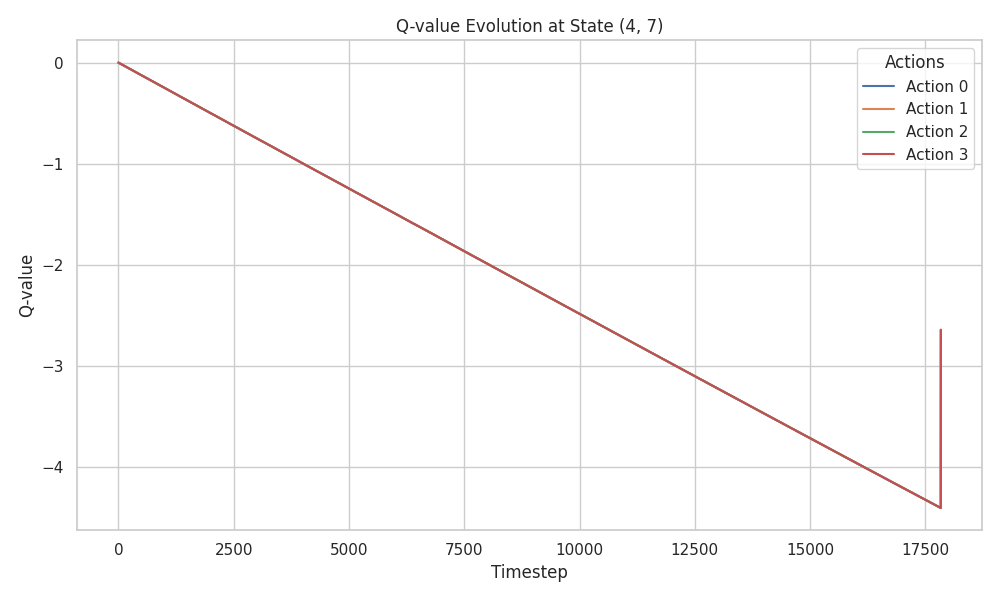 Q-value Evolution at State (4, 7)
Actions
Action 0
Action 1
Action 2
Action 3
Q-value
0
−1
−2
−3
−4
0 2500 5000 7500 10000 12500 15000 17500
Timestep